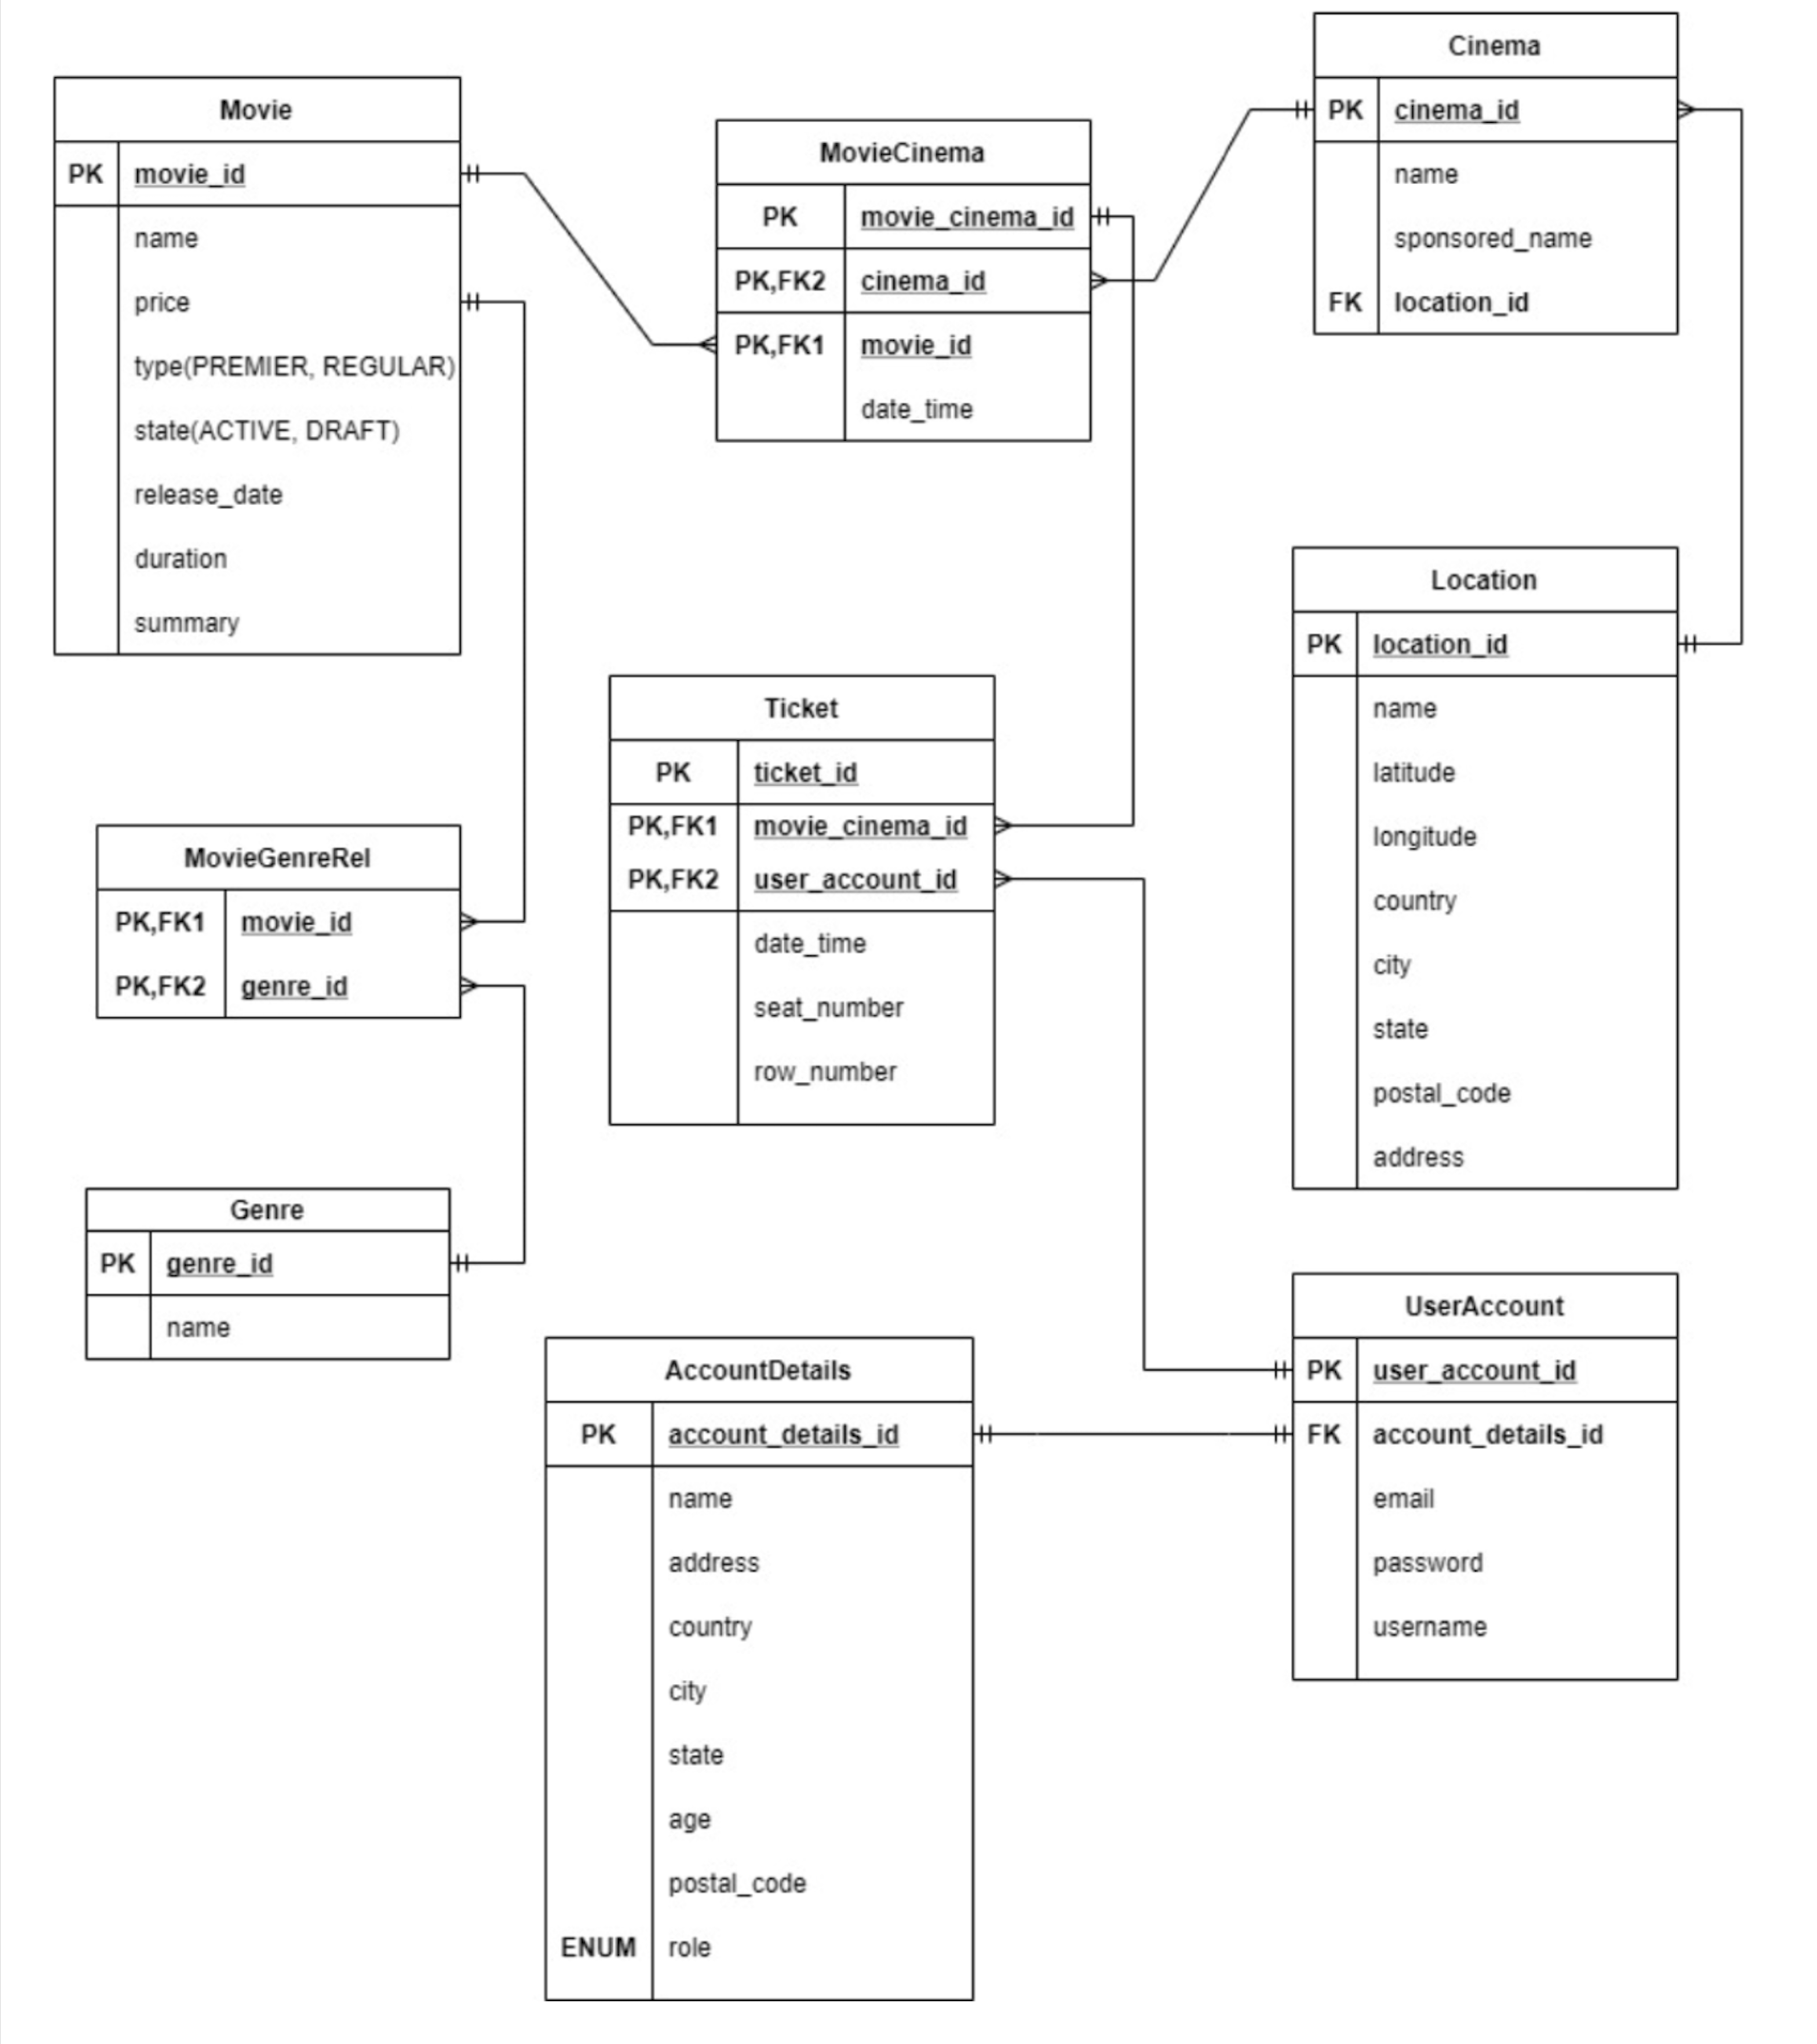 Movie
PK movie_id
name
price
type(PREMIER, REGULAR)
state(ACTIVE, DRAFT)
release_date
duration
summary
MovieCinema
PK movie_cinema_id
PK,FK2 cinema_id
PK,FK1 movie_id
date_time
Cinema
PK cinema_id
name
sponsored_name
FK location_id
Location
PK location_id
name
latitude
longitude
country
city
state
postal_code
address
Ticket
PK ticket_id
PK,FK1 movie_cinema_id
PK,FK2 user_account_id
date_time
seat_number
row_number
MovieGenreRel
PK,FK1 movie_id
PK,FK2 genre_id
Genre
PK genre_id
name
AccountDetails
PK account_details_id
name
address
country
city
state
age
postal_code
ENUM role
UserAccount
PK user_account_id
FK account_details_id
email
password
username